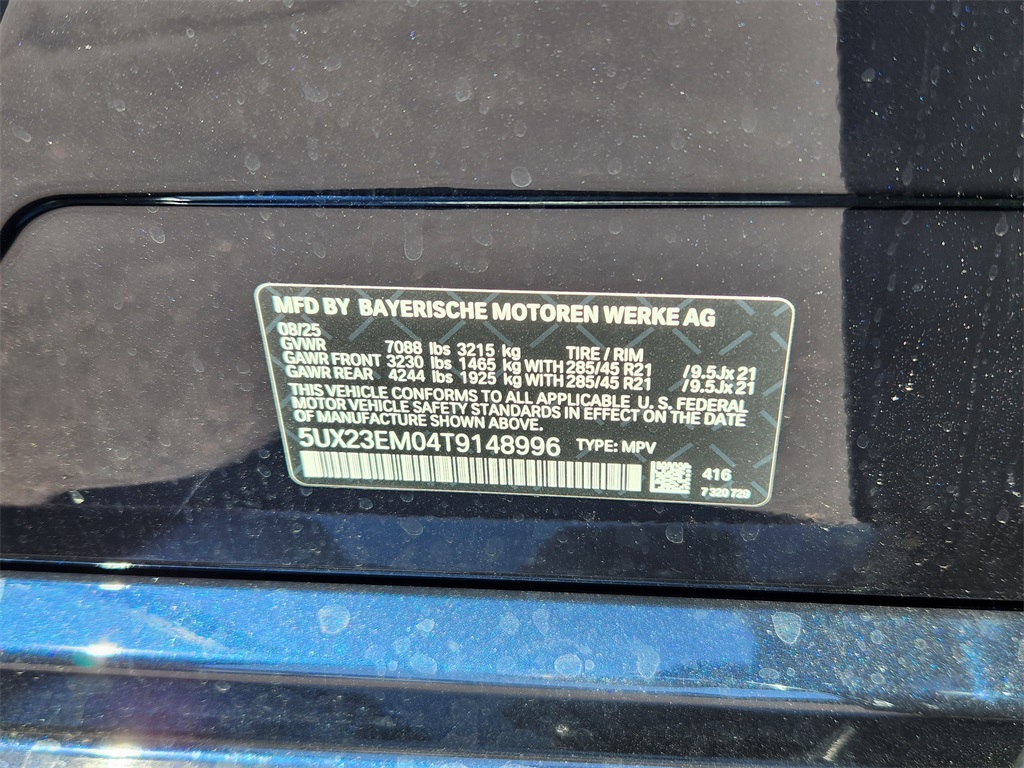 MFD BY BAYERISCHE MOTOREN WERKE AG
08/25
GVWR 7088 lbs 3215 kg TIRE / RIM
GAWR FRONT 3230 lbs 1465 kg WITH 285/45 R21 /9.5Jx21
GAWR REAR 4244 lbs 1925 kg WITH 285/45 R21 /9.5Jx21
THIS VEHICLE CONFORMS TO ALL APPLICABLE U. S. FEDERAL
MOTOR VEHICLE SAFETY STANDARDS IN EFFECT ON THE DATE
OF MANUFACTURE SHOWN ABOVE.
5UX23EM04T9148996 TYPE: MPV
416
7320729